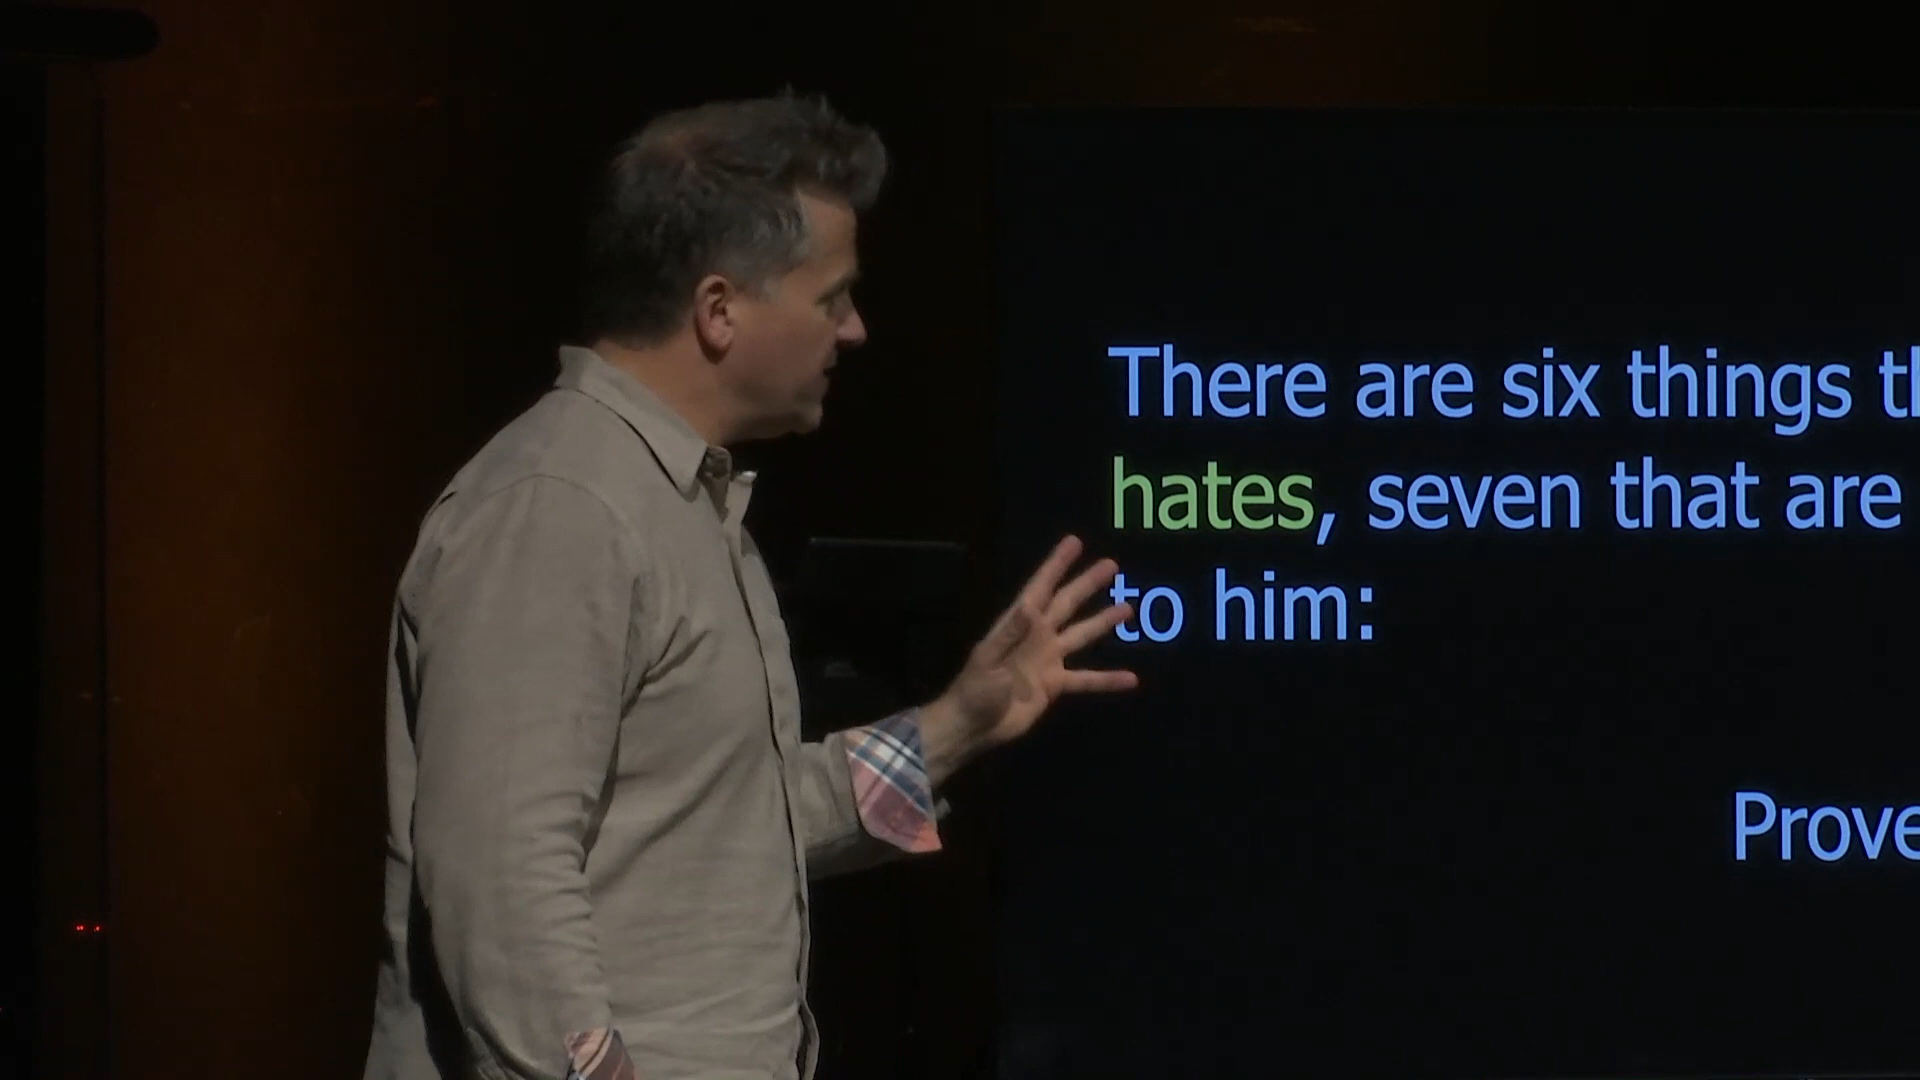 There are six things th
hates, seven that are
to him:
Prove